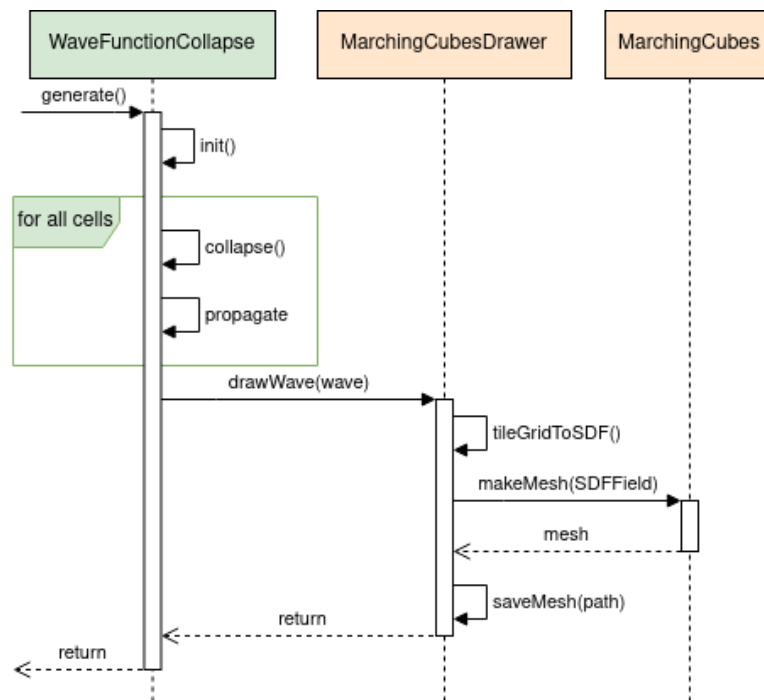 WaveFunctionCollapse
MarchingCubesDrawer
MarchingCubes
generate()
init()
for all cells
collapse()
propagate
drawWave(wave)
tileGridToSDF()
makeMesh(SDFField)
mesh
saveMesh(path)
return
return